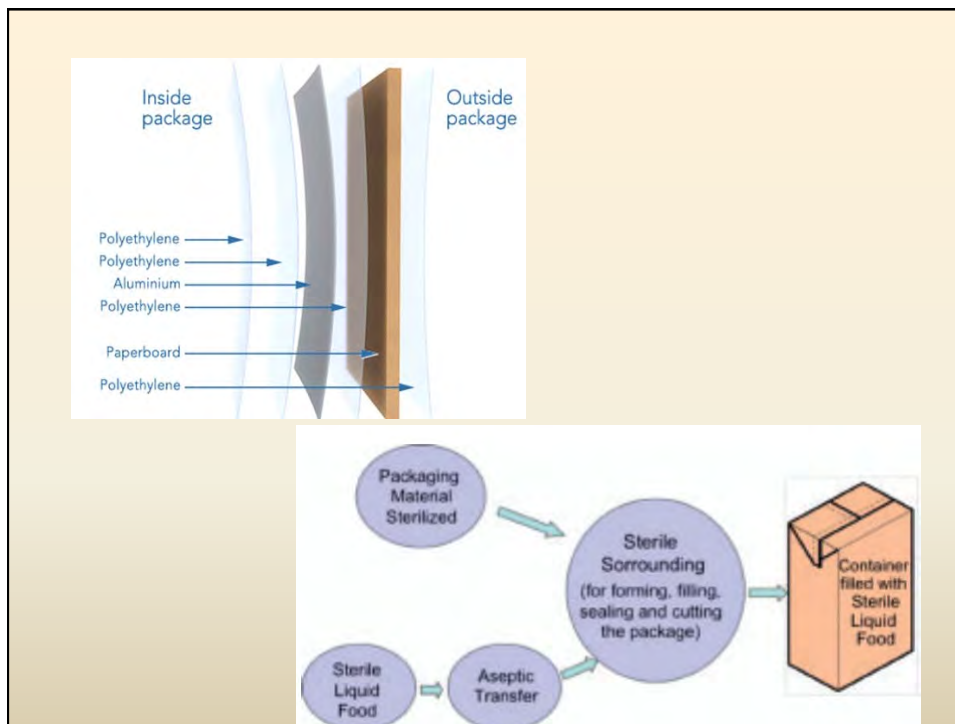 Inside
package
Outside
package
Polyethylene
Polyethylene
Aluminium
Polyethylene
Paperboard
Polyethylene
Packaging
Material
Sterilized
Sterile
Sorrounding
(for forming, filling,
sealing and cutting
the package)
Container
filled with
Sterile
Liquid
Food
Sterile
Liquid
Food
Aseptic
Transfer